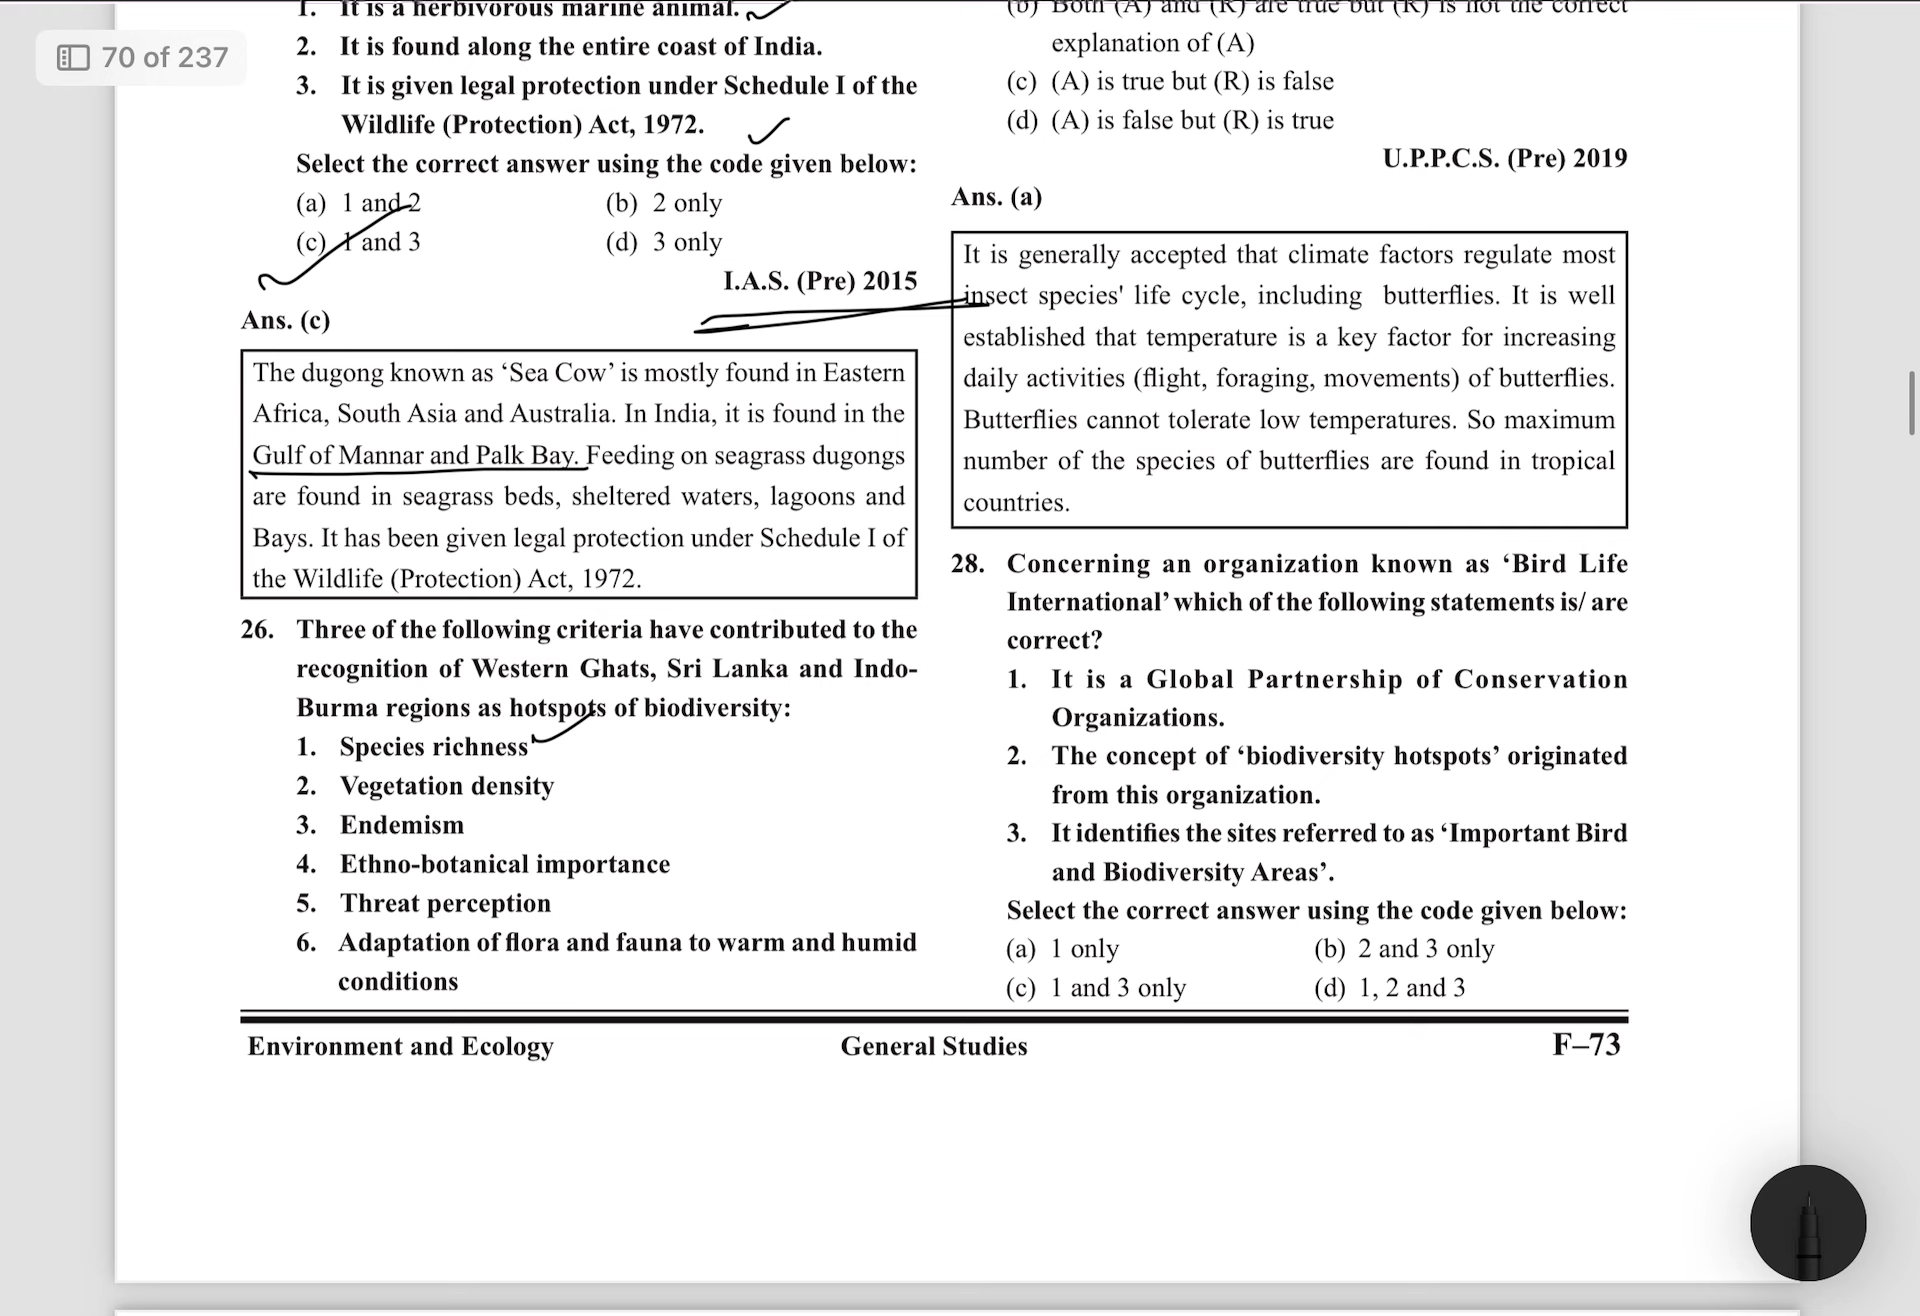 70 of 237
1. It is a herbivorous marine animal.
2. It is found along the entire coast of India.
3. It is given legal protection under Schedule I of the
Wildlife (Protection) Act, 1972.
Select the correct answer using the code given below:
(a) 1 and 2 (b) 2 only
(c) 1 and 3 (d) 3 only
I.A.S. (Pre) 2015
Ans. (c)
The dugong known as ‘Sea Cow’ is mostly found in Eastern
Africa, South Asia and Australia. In India, it is found in the
Gulf of Mannar and Palk Bay. Feeding on seagrass dugongs
are found in seagrass beds, sheltered waters, lagoons and
Bays. It has been given legal protection under Schedule I of
the Wildlife (Protection) Act, 1972.
26. Three of the following criteria have contributed to the
recognition of Western Ghats, Sri Lanka and Indo-
Burma regions as hotspots of biodiversity:
1. Species richness
2. Vegetation density
3. Endemism
4. Ethno-botanical importance
5. Threat perception
6. Adaptation of flora and fauna to warm and humid
conditions
(b) Both (A) and (R) are true but (R) is not the correct
explanation of (A)
(c) (A) is true but (R) is false
(d) (A) is false but (R) is true
U.P.P.C.S. (Pre) 2019
Ans. (a)
It is generally accepted that climate factors regulate most
insect species' life cycle, including butterflies. It is well
established that temperature is a key factor for increasing
daily activities (flight, foraging, movements) of butterflies.
Butterflies cannot tolerate low temperatures. So maximum
number of the species of butterflies are found in tropical
countries.
28. Concerning an organization known as ‘Bird Life
International’ which of the following statements is/ are
correct?
1. It is a Global Partnership of Conservation
Organizations.
2. The concept of ‘biodiversity hotspots’ originated
from this organization.
3. It identifies the sites referred to as ‘Important Bird
and Biodiversity Areas’.
Select the correct answer using the code given below:
(a) 1 only (b) 2 and 3 only
(c) 1 and 3 only (d) 1, 2 and 3
Environment and Ecology General Studies F–73